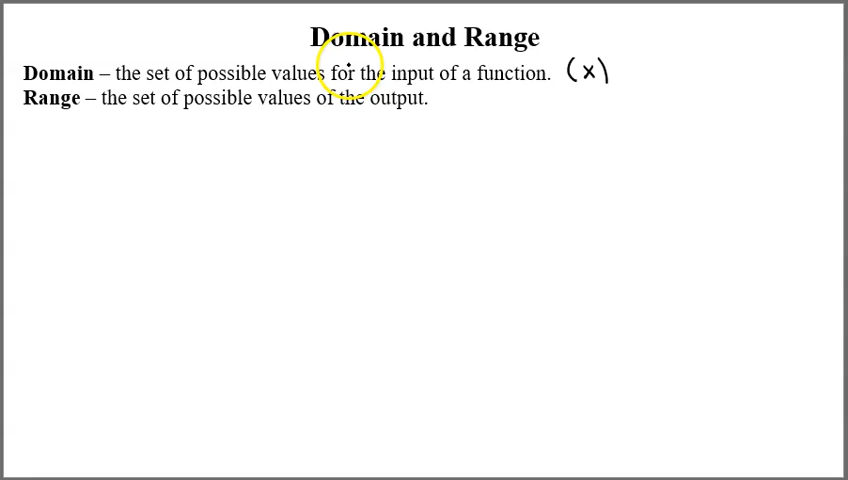 Domain and Range
Domain – the set of possible values for the input of a function. (x)
Range – the set of possible values of the output.